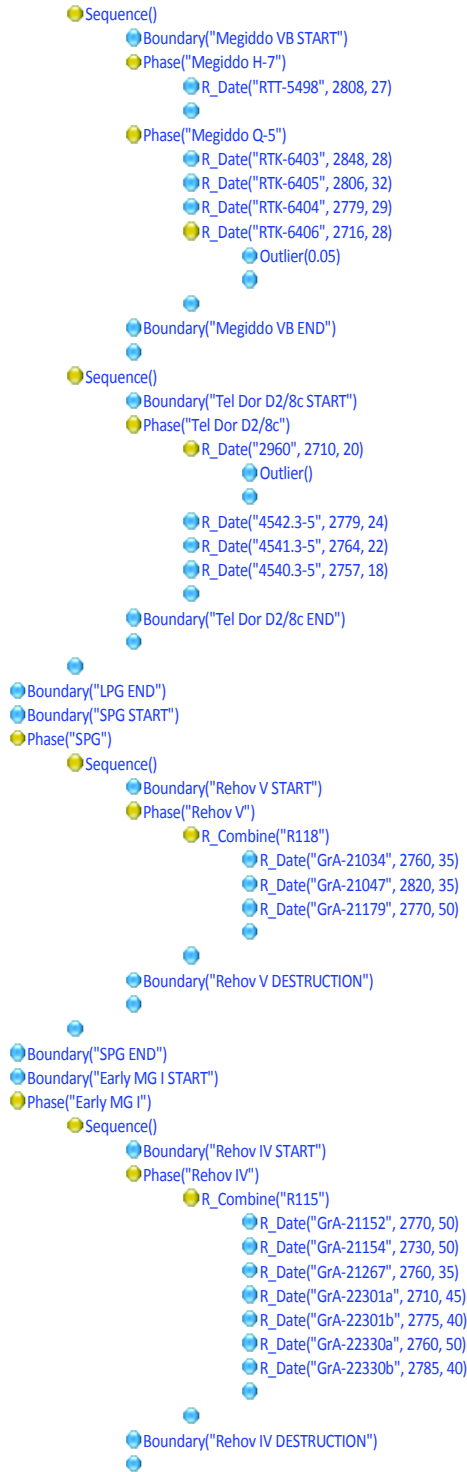 Sequence()
Boundary("Megiddo VB START")
Phase("Megiddo H-7")
R_Date("RTT-5498", 2808, 27)
Phase("Megiddo Q-5")
R_Date("RTK-6403", 2848, 28)
R_Date("RTK-6405", 2806, 32)
R_Date("RTK-6404", 2779, 29)
R_Date("RTK-6406", 2716, 28)
Outlier(0.05)
Boundary("Megiddo VB END")
Sequence()
Boundary("Tel Dor D2/8c START")
Phase("Tel Dor D2/8c")
R_Date("2960", 2710, 20)
Outlier()
R_Date("4542.3-5", 2779, 24)
R_Date("4541.3-5", 2764, 22)
R_Date("4540.3-5", 2757, 18)
Boundary("Tel Dor D2/8c END")
Boundary("LPG END")
Boundary("SPG START")
Phase("SPG")
Sequence()
Boundary("Rehov V START")
Phase("Rehov V")
R_Combine("R118")
R_Date("GrA-21034", 2760, 35)
R_Date("GrA-21047", 2820, 35)
R_Date("GrA-21179", 2770, 50)
Boundary("Rehov V DESTRUCTION")
Boundary("SPG END")
Boundary("Early MG I START")
Phase("Early MG I")
Sequence()
Boundary("Rehov IV START")
Phase("Rehov IV")
R_Combine("R115")
R_Date("GrA-21152", 2770, 50)
R_Date("GrA-21154", 2730, 50)
R_Date("GrA-21267", 2760, 35)
R_Date("GrA-22301a", 2710, 45)
R_Date("GrA-22301b", 2775, 40)
R_Date("GrA-22330a", 2760, 50)
R_Date("GrA-22330b", 2785, 40)
Boundary("Rehov IV DESTRUCTION")